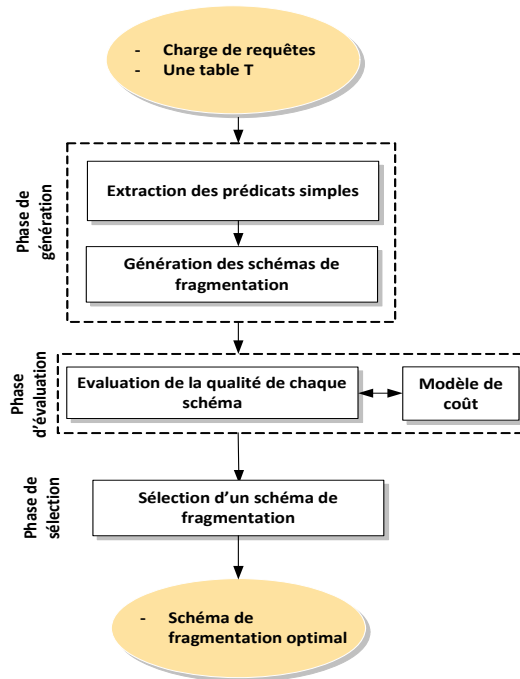 - Charge de requêtes
- Une table T
Phase de
génération
Extraction des prédicats simples
Génération des schémas de
fragmentation
Phase
d'évaluation
Evaluation de la qualité de chaque
schéma
Modèle de
coût
Phase de
sélection
Sélection d'un schéma de
fragmentation
- Schéma de
fragmentation optimal